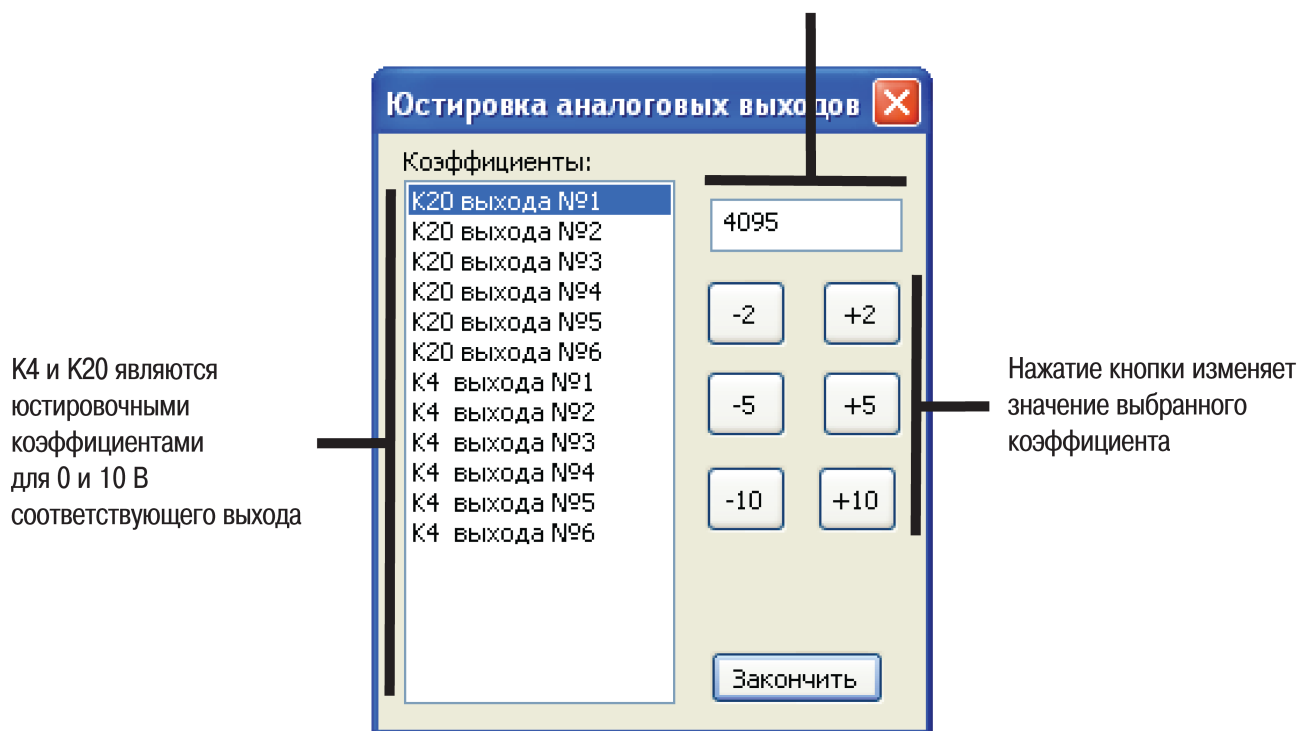 Юстировка аналоговых выходов
Коэффициенты:
К20 выхода №1
К20 выхода №2
К20 выхода №3
К20 выхода №4
К20 выхода №5
К20 выхода №6
К4 выхода №1
К4 выхода №2
К4 выхода №3
К4 выхода №4
К4 выхода №5
К4 выхода №6
4095
-2 +2
-5 +5
-10 +10
Закончить
К4 и К20 являются
юстировочными
коэффициентами
для 0 и 10 В
соответствующего выхода
Нажатие кнопки изменяет
значение выбранного
коэффициента